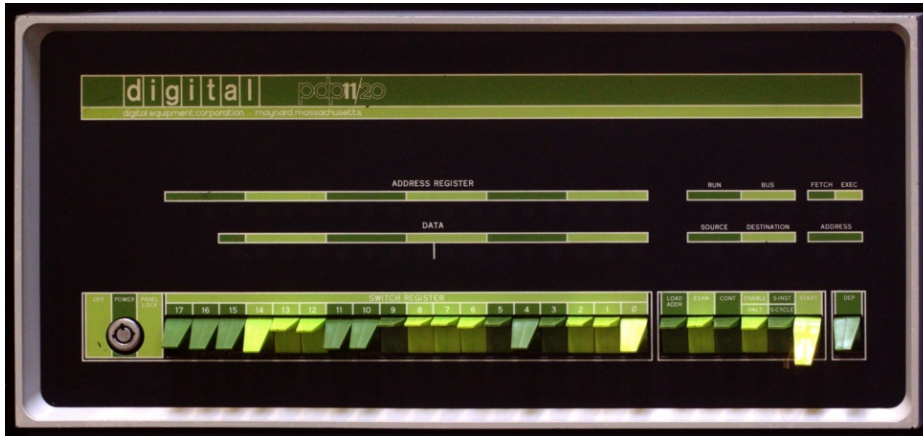 digital pdp11/20
digital equipment corporation maynard, massachusetts
ADDRESS REGISTER
RUN BUS FETCH EXEC
DATA
SOURCE DESTINATION ADDRESS
OFF POWER PANEL LOCK
SWITCH REGISTER
17 16 15 14 13 12 11 10 9 8 7 6 5 4 3 2 1 0
LOAD ADDR EXAM CONT ENABLE HALT S-INST S-CYCLE START DEP